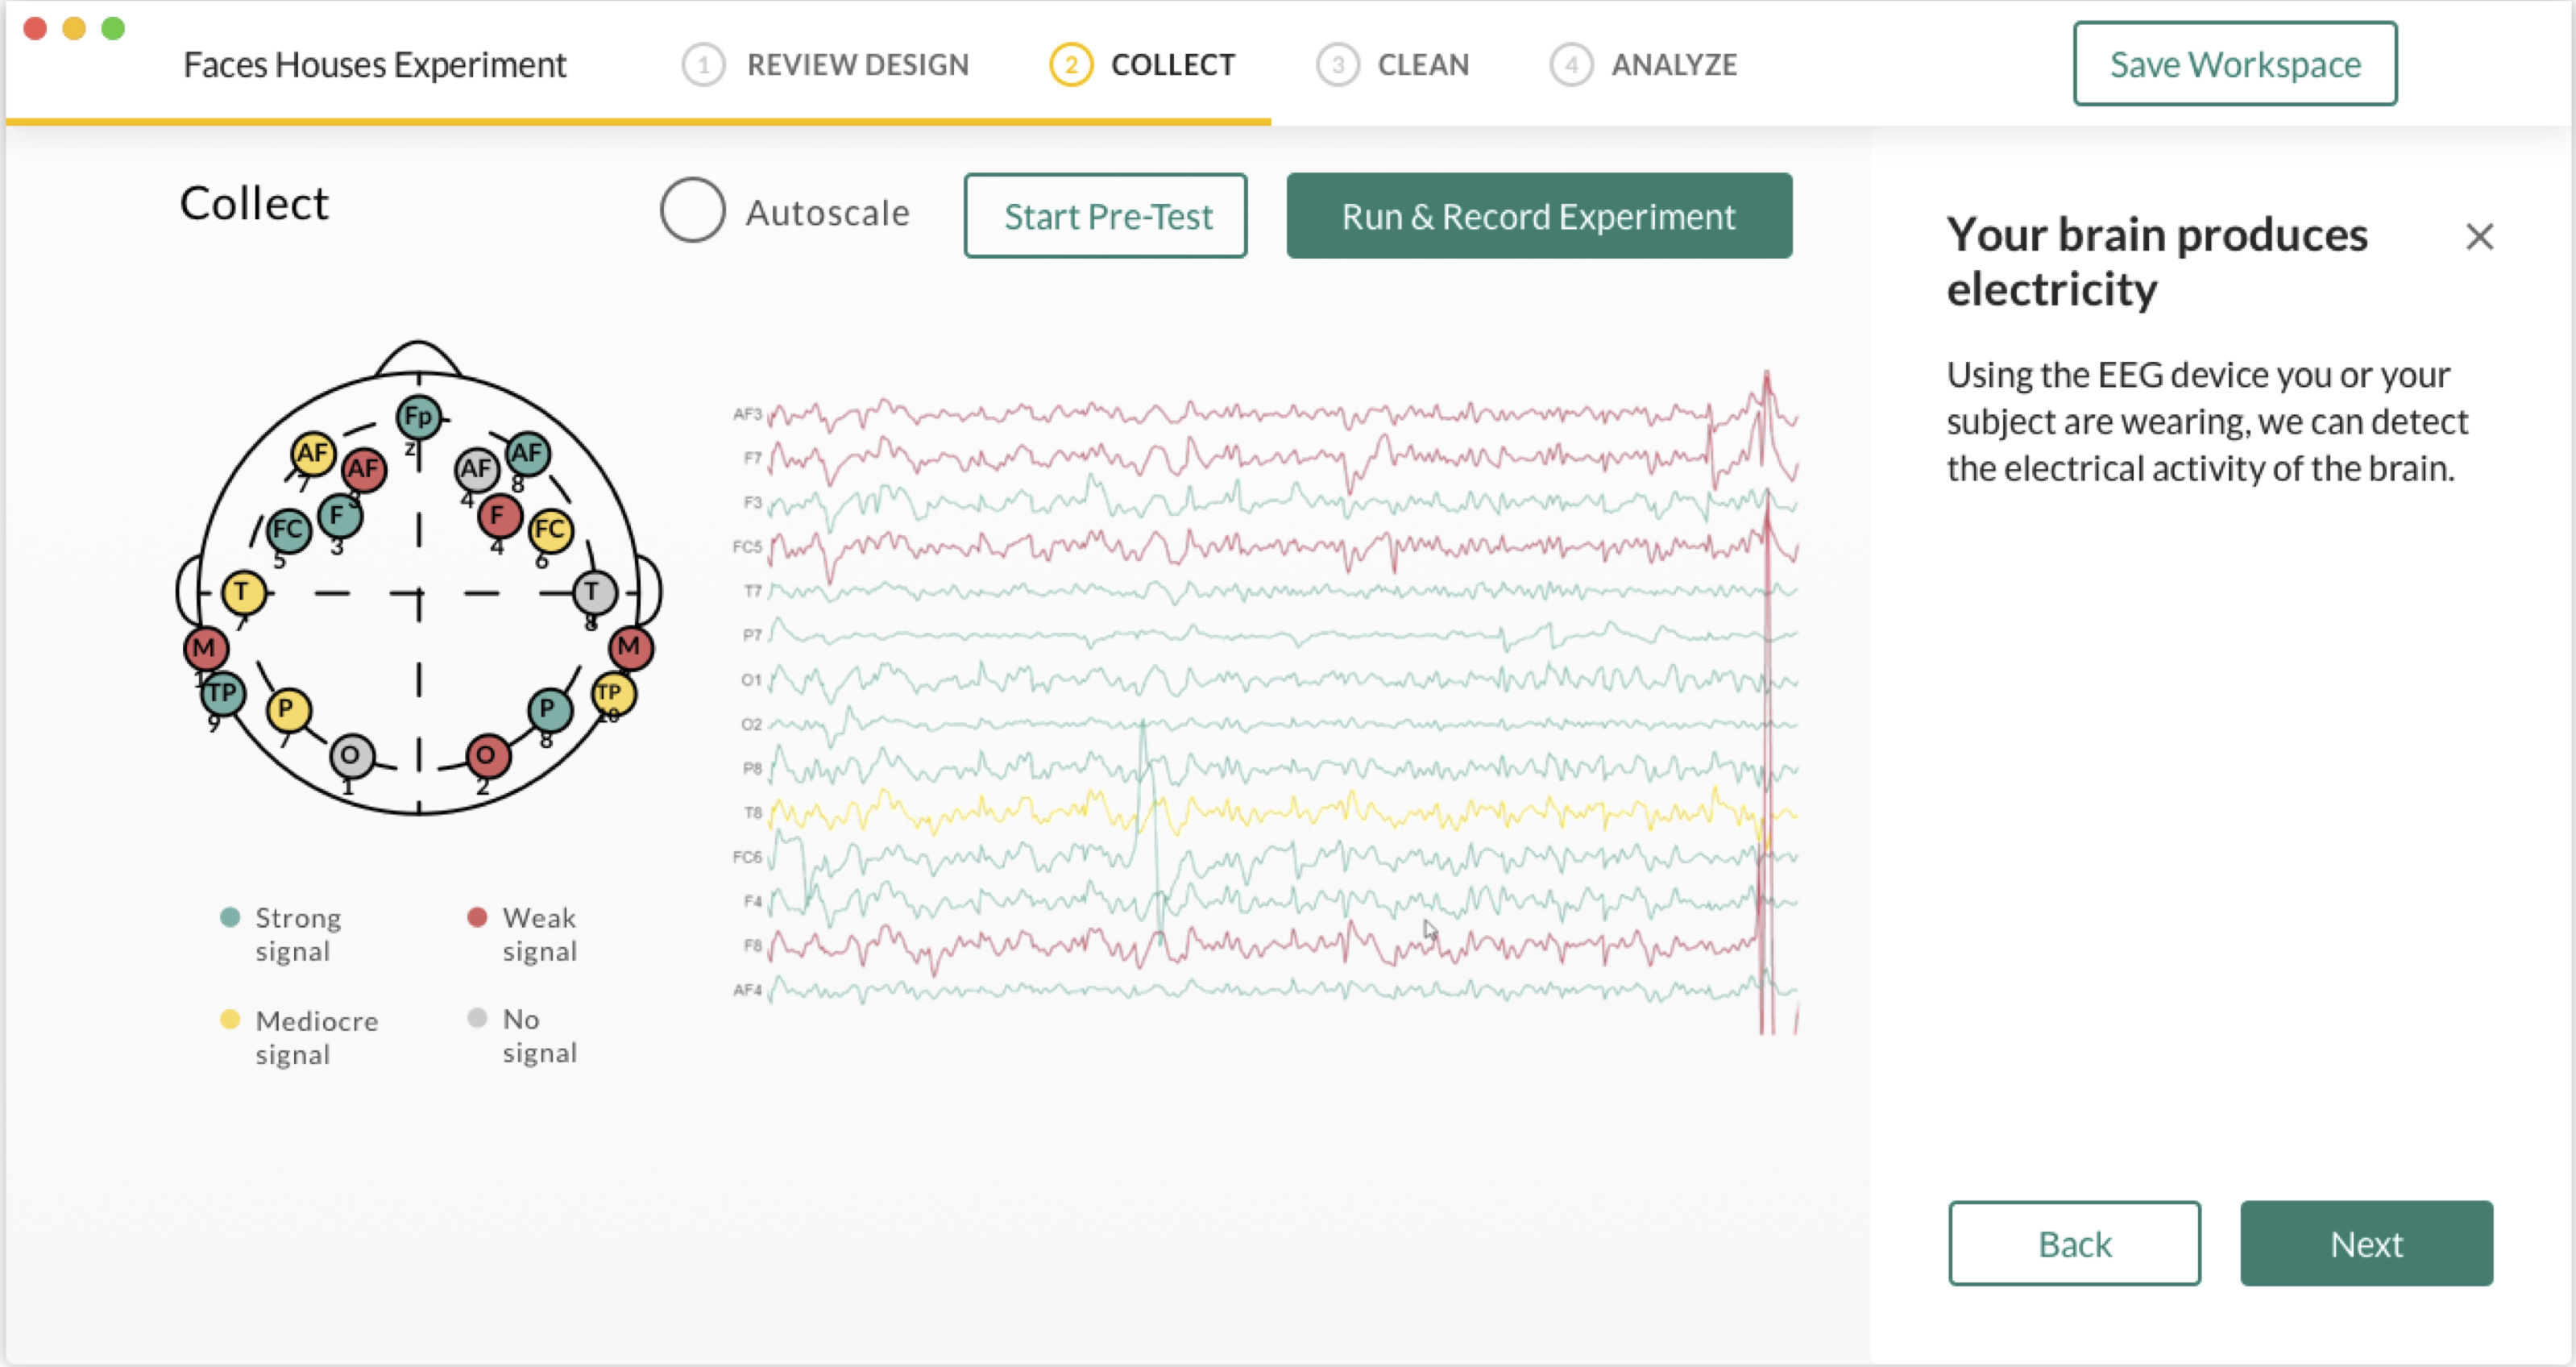 Faces Houses Experiment
1 REVIEW DESIGN
2 COLLECT
3 CLEAN
4 ANALYZE
Save Workspace
Collect
Autoscale
Start Pre-Test
Run & Record Experiment
Your brain produces
electricity
Using the EEG device you or your
subject are wearing, we can detect
the electrical activity of the brain.
Fp
z
AF
7
AF
3
AF
4
AF
8
FC
5
F
3
F
4
FC
6
T
7
T
8
M
1
M
TP
9
TP
10
P
7
P
8
O
1
O
2
Strong
signal
Weak
signal
Mediocre
signal
No
signal
AF3
F7
F3
FC5
T7
P7
O1
O2
P8
T8
FC6
F4
F8
AF4
Back
Next